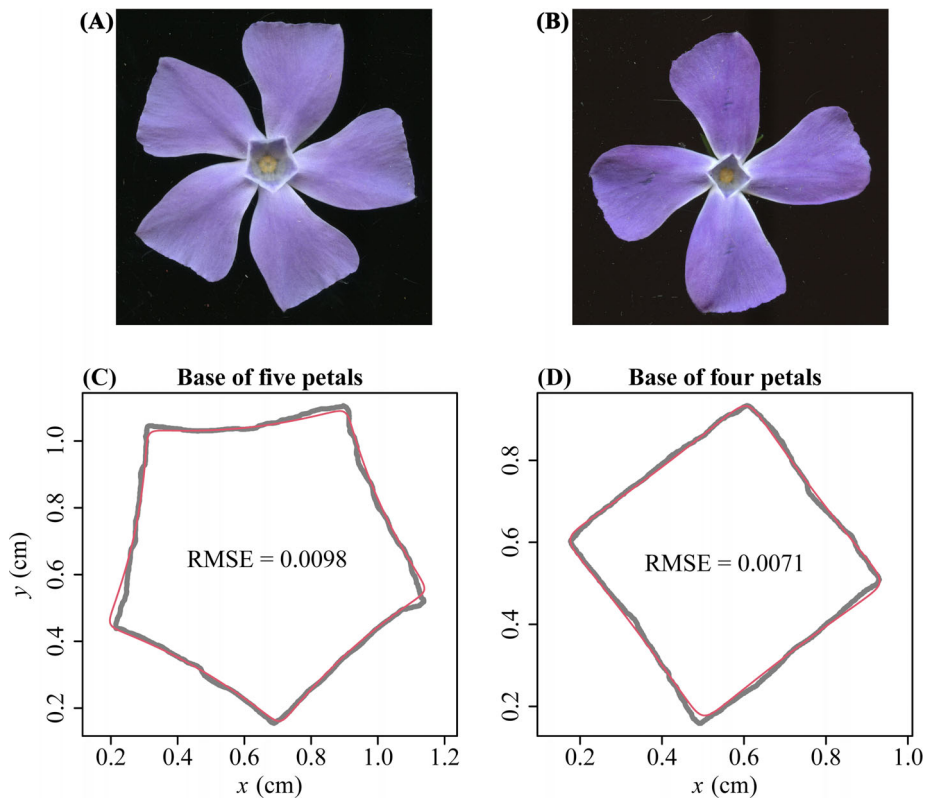 (A)
(B)
(C) Base of five petals
y (cm)
0.2 0.4 0.6 0.8 1.0
RMSE = 0.0098
0.2 0.4 0.6 0.8 1.0 1.2
x (cm)
(D) Base of four petals
0.2 0.4 0.6 0.8
RMSE = 0.0071
0.2 0.4 0.6 0.8 1.0
x (cm)